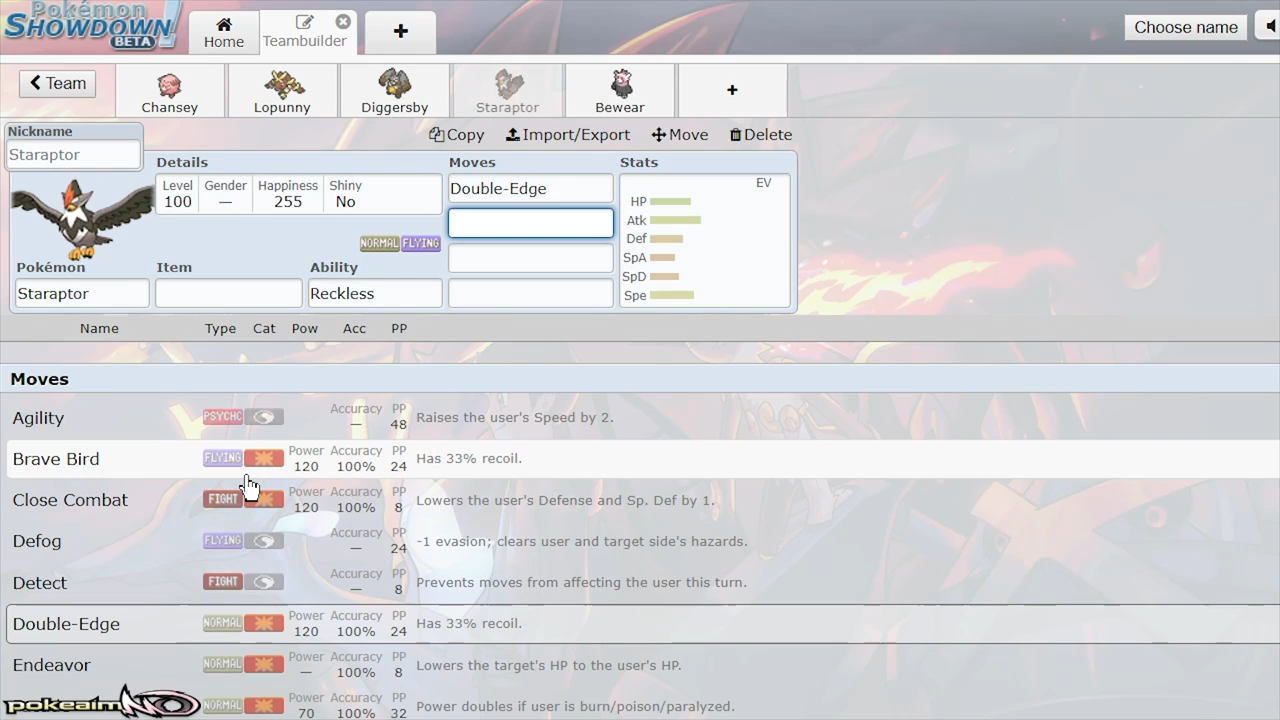 Pokémon
SHOWDOWN!
BETA
Home
Teambuilder
+
Choose name
Team
Chansey
Lopunny
Diggersby
Staraptor
Bewear
+
Nickname
Staraptor
Copy
Import/Export
Move
Delete
Details
Moves
Stats
Level
Gender
Happiness
Shiny
100
—
255
No
Double-Edge
EV
HP
Atk
Def
SpA
SpD
Spe
NORMAL FLYING
Pokémon
Item
Ability
Staraptor
Reckless
Name Type Cat Pow Acc PP
Moves
Agility PSYCHC Accuracy — PP 48 Raises the user's Speed by 2.
Brave Bird FLYING Power 120 Accuracy 100% PP 24 Has 33% recoil.
Close Combat FIGHT Power 120 Accuracy 100% PP 8 Lowers the user's Defense and Sp. Def by 1.
Defog FLYING Accuracy — PP 24 -1 evasion; clears user and target side's hazards.
Detect FIGHT Accuracy — PP 8 Prevents moves from affecting the user this turn.
Double-Edge NORMAL Power 120 Accuracy 100% PP 24 Has 33% recoil.
Endeavor NORMAL Power — Accuracy 100% PP 8 Lowers the target's HP to the user's HP.
NORMAL Power 70 Accuracy 100% PP 32 Power doubles if user is burn/poison/paralyzed.
pokeaimMD